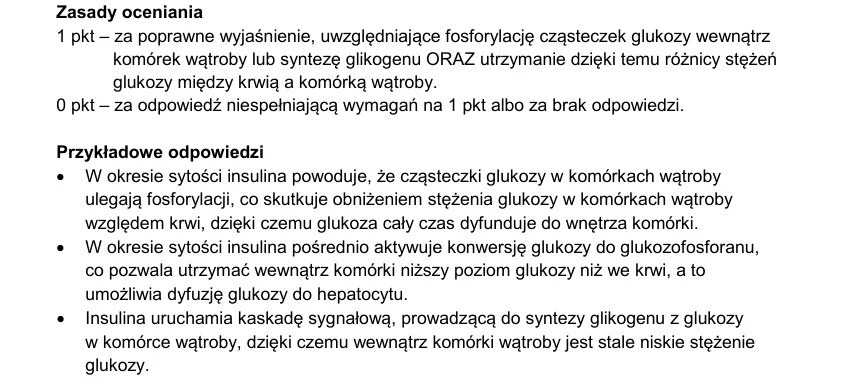 Zasady oceniania
1 pkt – za poprawne wyjaśnienie, uwzględniające fosforylację cząsteczek glukozy wewnątrz
komórek wątroby lub syntezę glikogenu ORAZ utrzymanie dzięki temu różnicy stężeń
glukozy między krwią a komórką wątroby.
0 pkt – za odpowiedź niespełniającą wymagań na 1 pkt albo za brak odpowiedzi.
Przykładowe odpowiedzi
• W okresie sytości insulina powoduje, że cząsteczki glukozy w komórkach wątroby
ulegają fosforylacji, co skutkuje obniżeniem stężenia glukozy w komórkach wątroby
względem krwi, dzięki czemu glukoza cały czas dyfunduje do wnętrza komórki.
• W okresie sytości insulina pośrednio aktywuje konwersję glukozy do glukozofosforanu,
co pozwala utrzymać wewnątrz komórki niższy poziom glukozy niż we krwi, a to
umożliwia dyfuzję glukozy do hepatocytu.
• Insulina uruchamia kaskadę sygnałową, prowadzącą do syntezy glikogenu z glukozy
w komórce wątroby, dzięki czemu wewnątrz komórki wątroby jest stale niskie stężenie
glukozy.